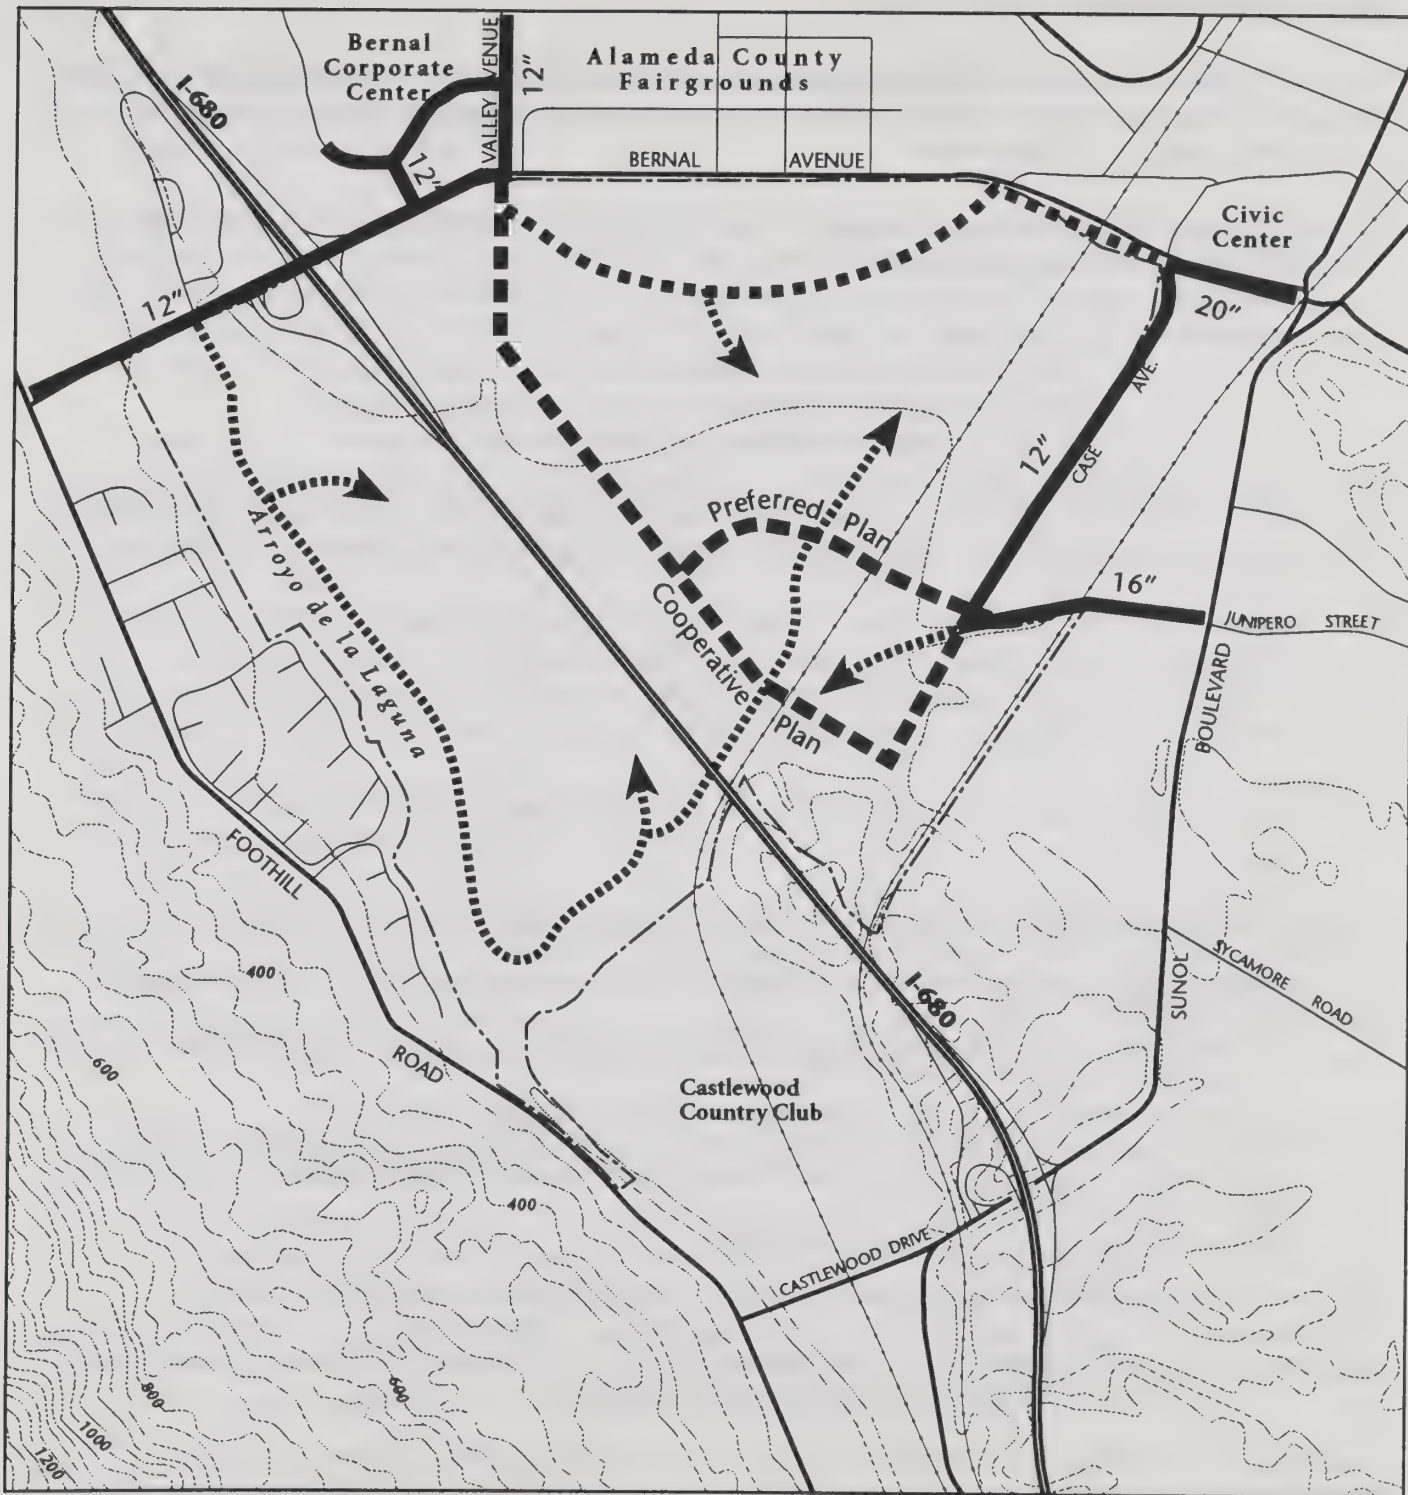 Bernal
Corporate
Center
VALLEY AVENUE
12"
Alameda County
Fairgrounds
I-680
12"
BERNAL AVENUE
Civic
Center
12"
20"
AVE.
12"
CASE
Preferred Plan
Arroyo de la Laguna
Cooperative
Plan
16"
JUNIPERO STREET
BOULEVARD
FOOTHILL
SUNOL
SYCAMORE ROAD
400
I-680
ROAD
600
Castlewood
Country Club
400
CASTLEWOOD DRIVE
600
800
1000
1200